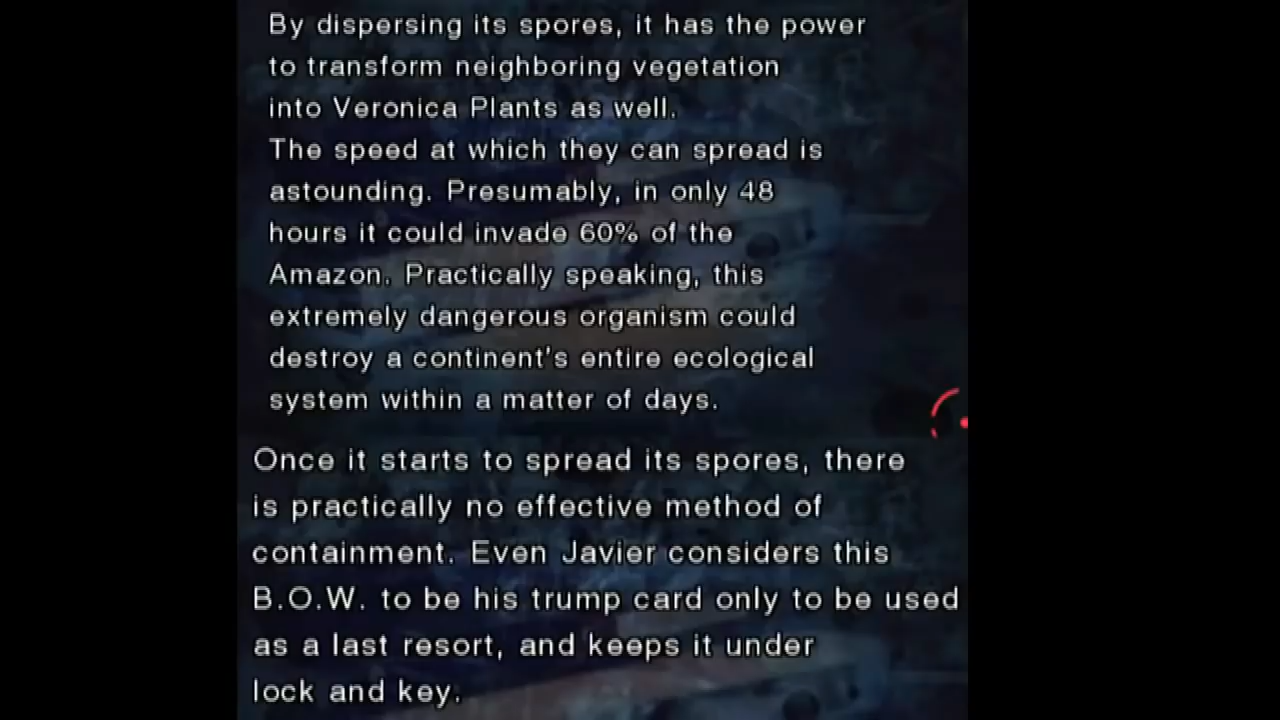 By dispersing its spores, it has the power
to transform neighboring vegetation
into Veronica Plants as well.
The speed at which they can spread is
astounding. Presumably, in only 48
hours it could invade 60% of the
Amazon. Practically speaking, this
extremely dangerous organism could
destroy a continent's entire ecological
system within a matter of days.
Once it starts to spread its spores, there
is practically no effective method of
containment. Even Javier considers this
B.O.W. to be his trump card only to be used
as a last resort, and keeps it under
lock and key.